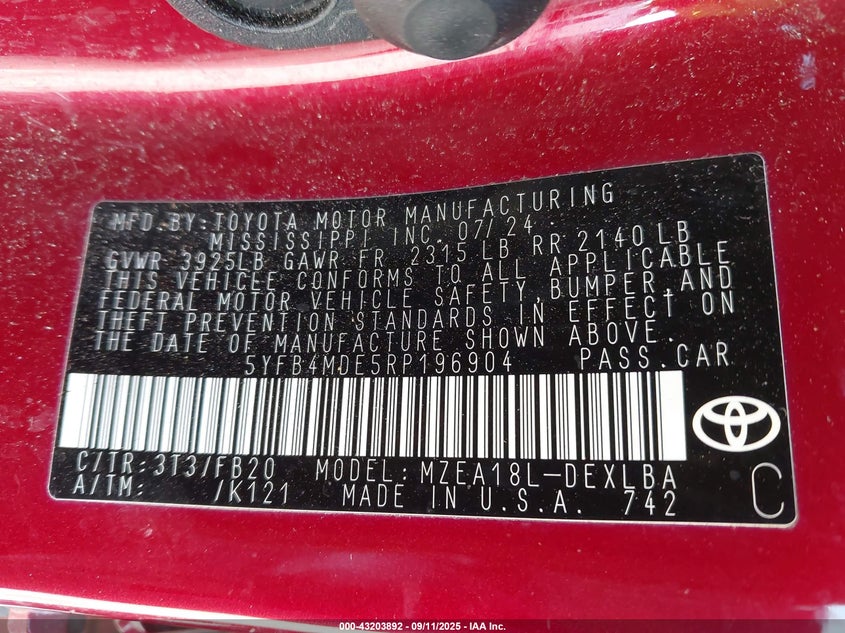 MFD BY: TOYOTA MOTOR MANUFACTURING
MISSISSIPPI INC. 07/24
GVWR 3925LB GAWR FR 2315 LB RR 2140 LB
THIS VEHICLE CONFORMS TO ALL APPLICABLE
FEDERAL MOTOR VEHICLE SAFETY, BUMPER, AND
THEFT PREVENTION STANDARDS IN EFFECT ON
THE DATE OF MANUFACTURE SHOWN ABOVE.
5YFB4MDE5RP196904 PASS.CAR
C/TR: 3T3/FB20 MODEL: MZEA18L-DEXLBA
A/TM: /K121 MADE IN U.S.A. 742
C
000-43203892 - 09/11/2025 - IAA Inc.